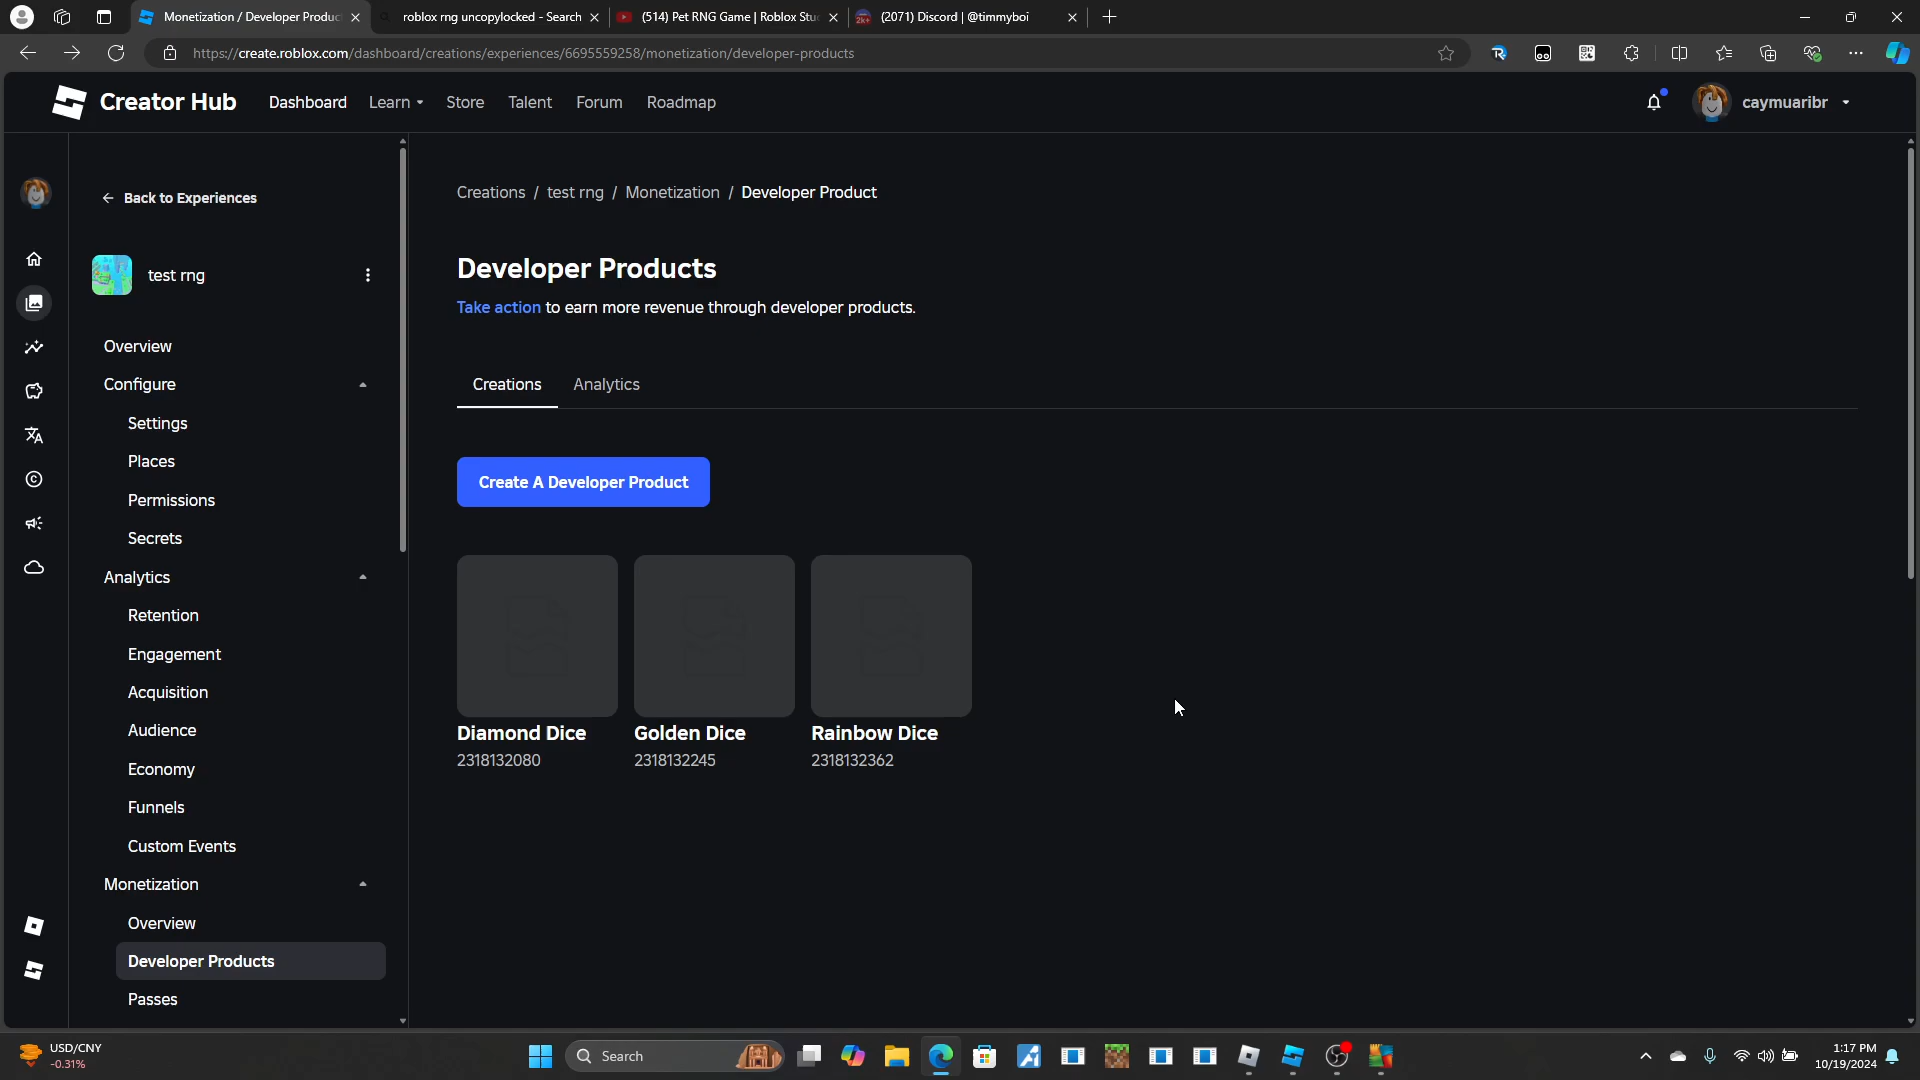 Monetization / Developer Produc
roblox rng uncopylocked - Search
(514) Pet RNG Game | Roblox Stu
(2071) Discord | @timmyboi
https://create.roblox.com/dashboard/creations/experiences/6695559258/monetization/developer-products
Creator Hub
Dashboard
Learn
Store
Talent
Forum
Roadmap
caymuaribr
Back to Experiences
test rng
Overview
Configure
Settings
Places
Permissions
Secrets
Analytics
Retention
Engagement
Acquisition
Audience
Economy
Funnels
Custom Events
Monetization
Overview
Developer Products
Passes
Creations / test rng / Monetization / Developer Product
Developer Products
Take action to earn more revenue through developer products.
Creations
Analytics
Create A Developer Product
Diamond Dice
2318132080
Golden Dice
2318132245
Rainbow Dice
2318132362
USD/CNY
-0.31%
Search
1:17 PM
10/19/2024